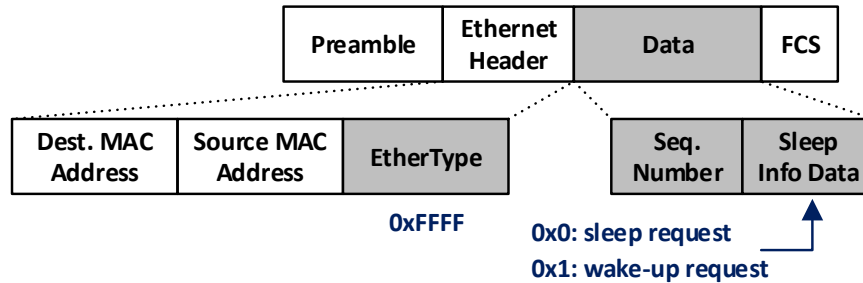 Preamble
Ethernet
Header
Data
FCS
Dest. MAC
Address
Source MAC
Address
EtherType
Seq.
Number
Sleep
Info Data
0xFFFF
0x0: sleep request
0x1: wake-up request